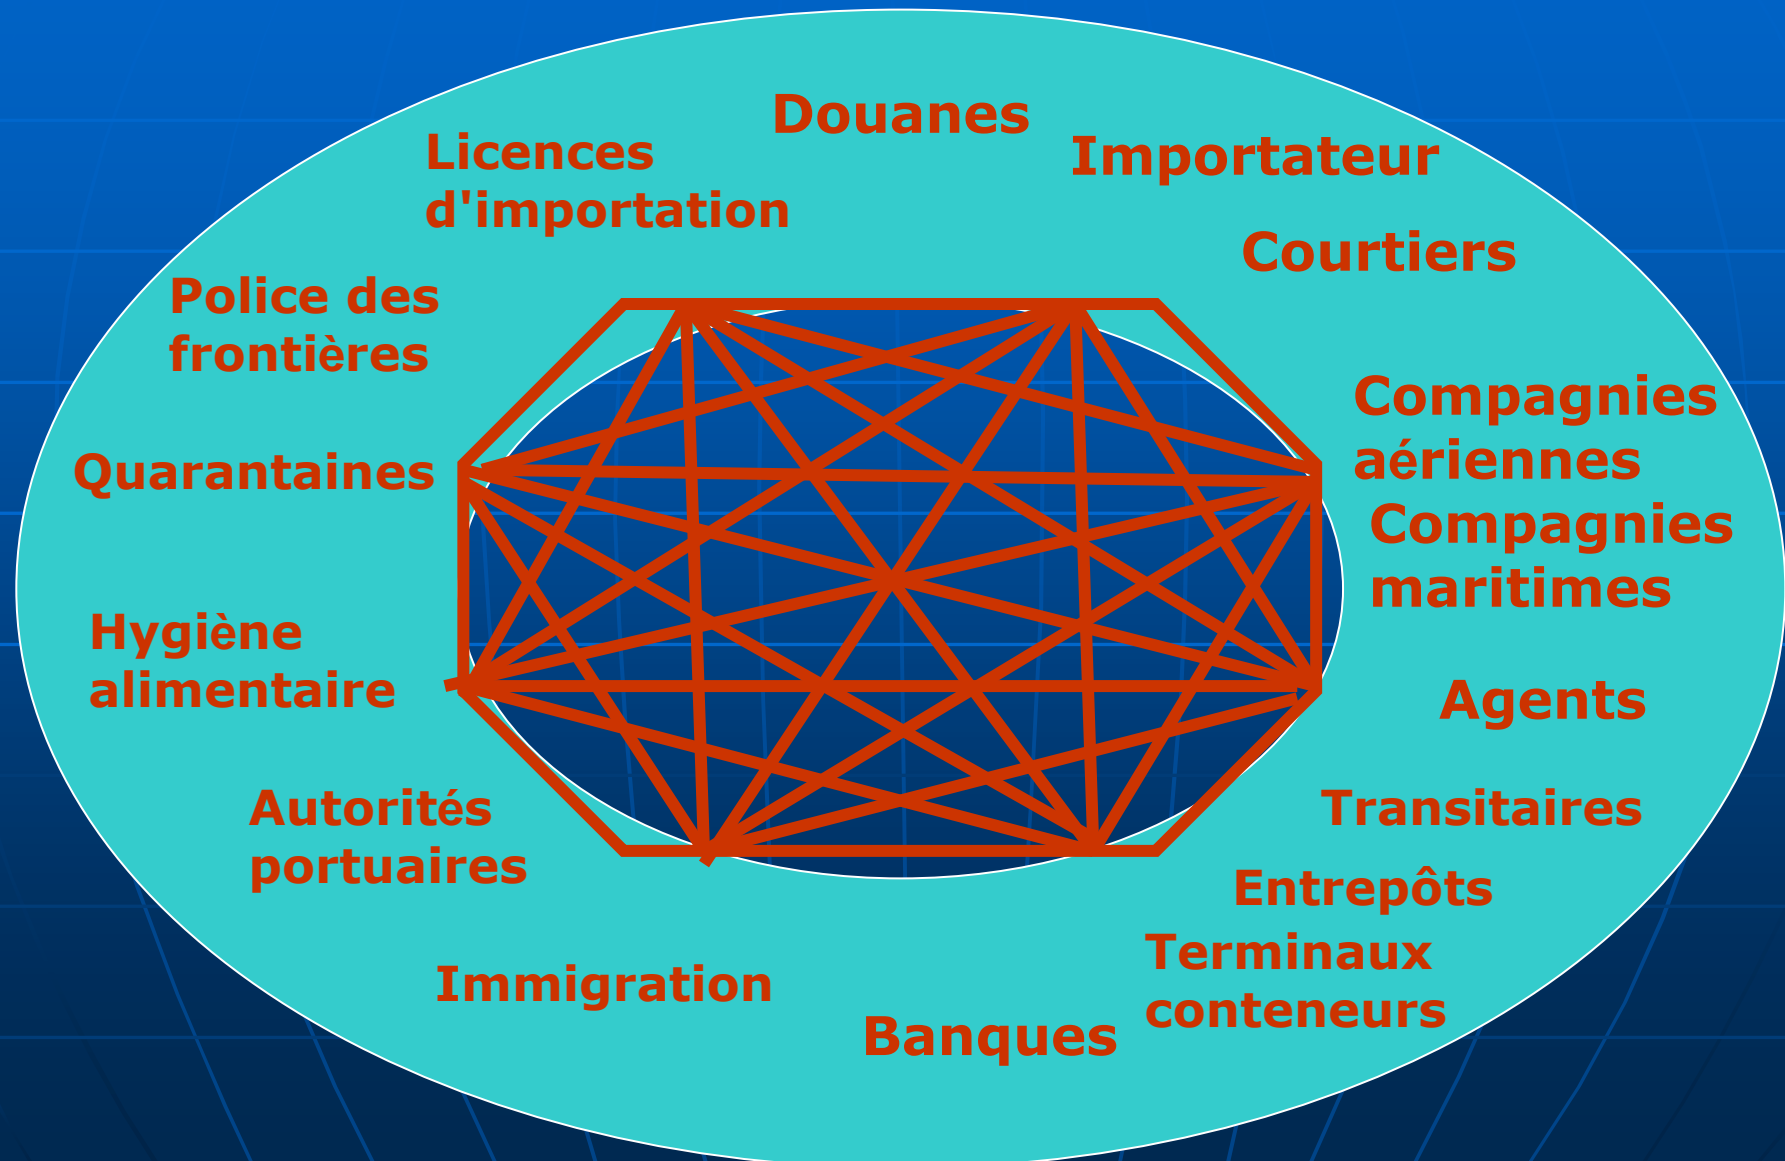 Douanes
Importateur
Licences
d'importation
Courtiers
Police des
frontières
Compagnies
aériennes
Quarantaines
Compagnies
maritimes
Hygiène
alimentaire
Agents
Autorités
portuaires
Transitaires
Entrepôts
Terminaux
conteneurs
Immigration
Banques